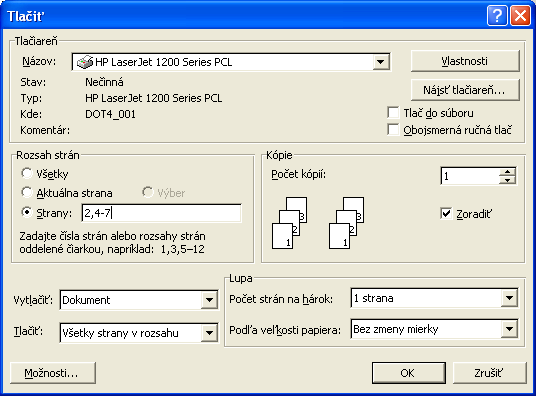 Tlačiť
Tlačiareň
Názov: HP LaserJet 1200 Series PCL
Vlastnosti
Stav: Nečinná
Nájsť tlačiareň...
Typ: HP LaserJet 1200 Series PCL
Kde: DOT4_001
Tlač do súboru
Komentár:
Obojsmerná ručná tlač
Rozsah strán
Všetky
Aktuálna strana Výber
Strany: 2,4-7
Zadajte čísla strán alebo rozsahy strán
oddelené čiarkou, napríklad: 1,3,5–12
Kópie
Počet kópií: 1
1 2 3 1 2 3
Zoradiť
Vytlačiť: Dokument
Tlačiť: Všetky strany v rozsahu
Lupa
Počet strán na hárok: 1 strana
Podľa veľkosti papiera: Bez zmeny mierky
Možnosti...
OK
Zrušiť